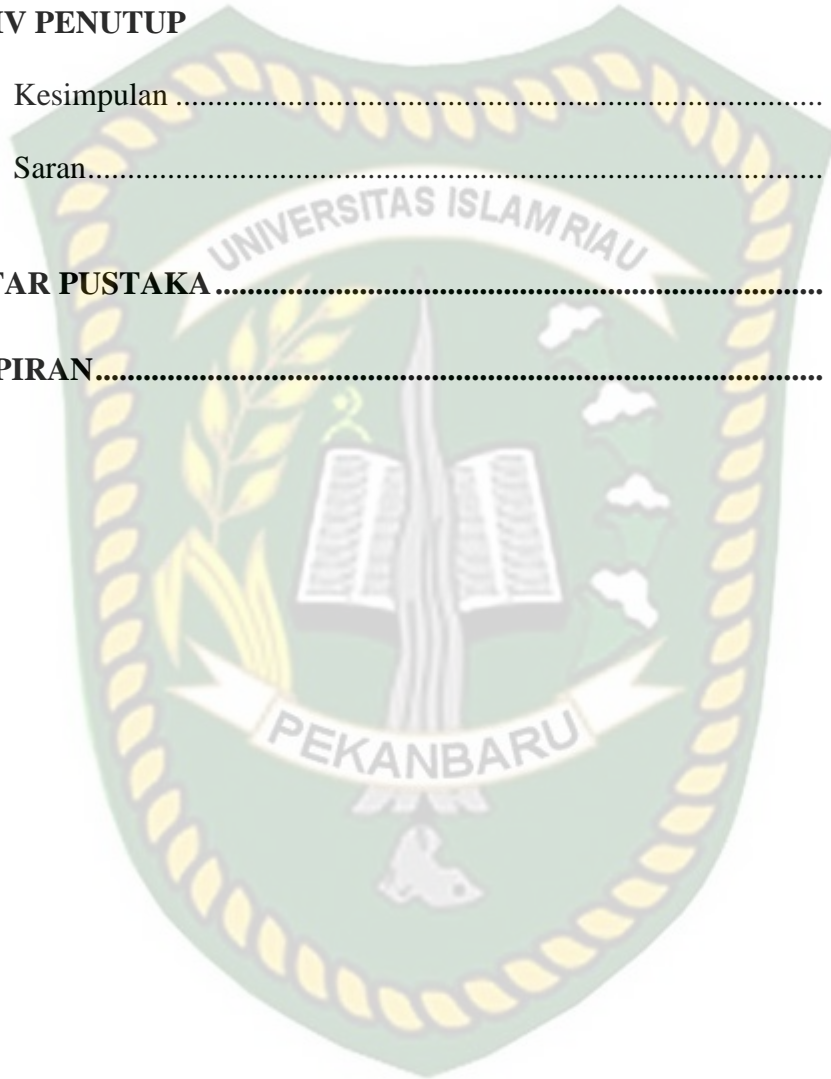 IV PENUTUP
Kesimpulan ................................................................................
Saran............................................................................................
UNIVERSITAS ISLAM RIAU
TAR PUSTAKA............................................................................
PIRAN............................................................................................
PEKANBARU